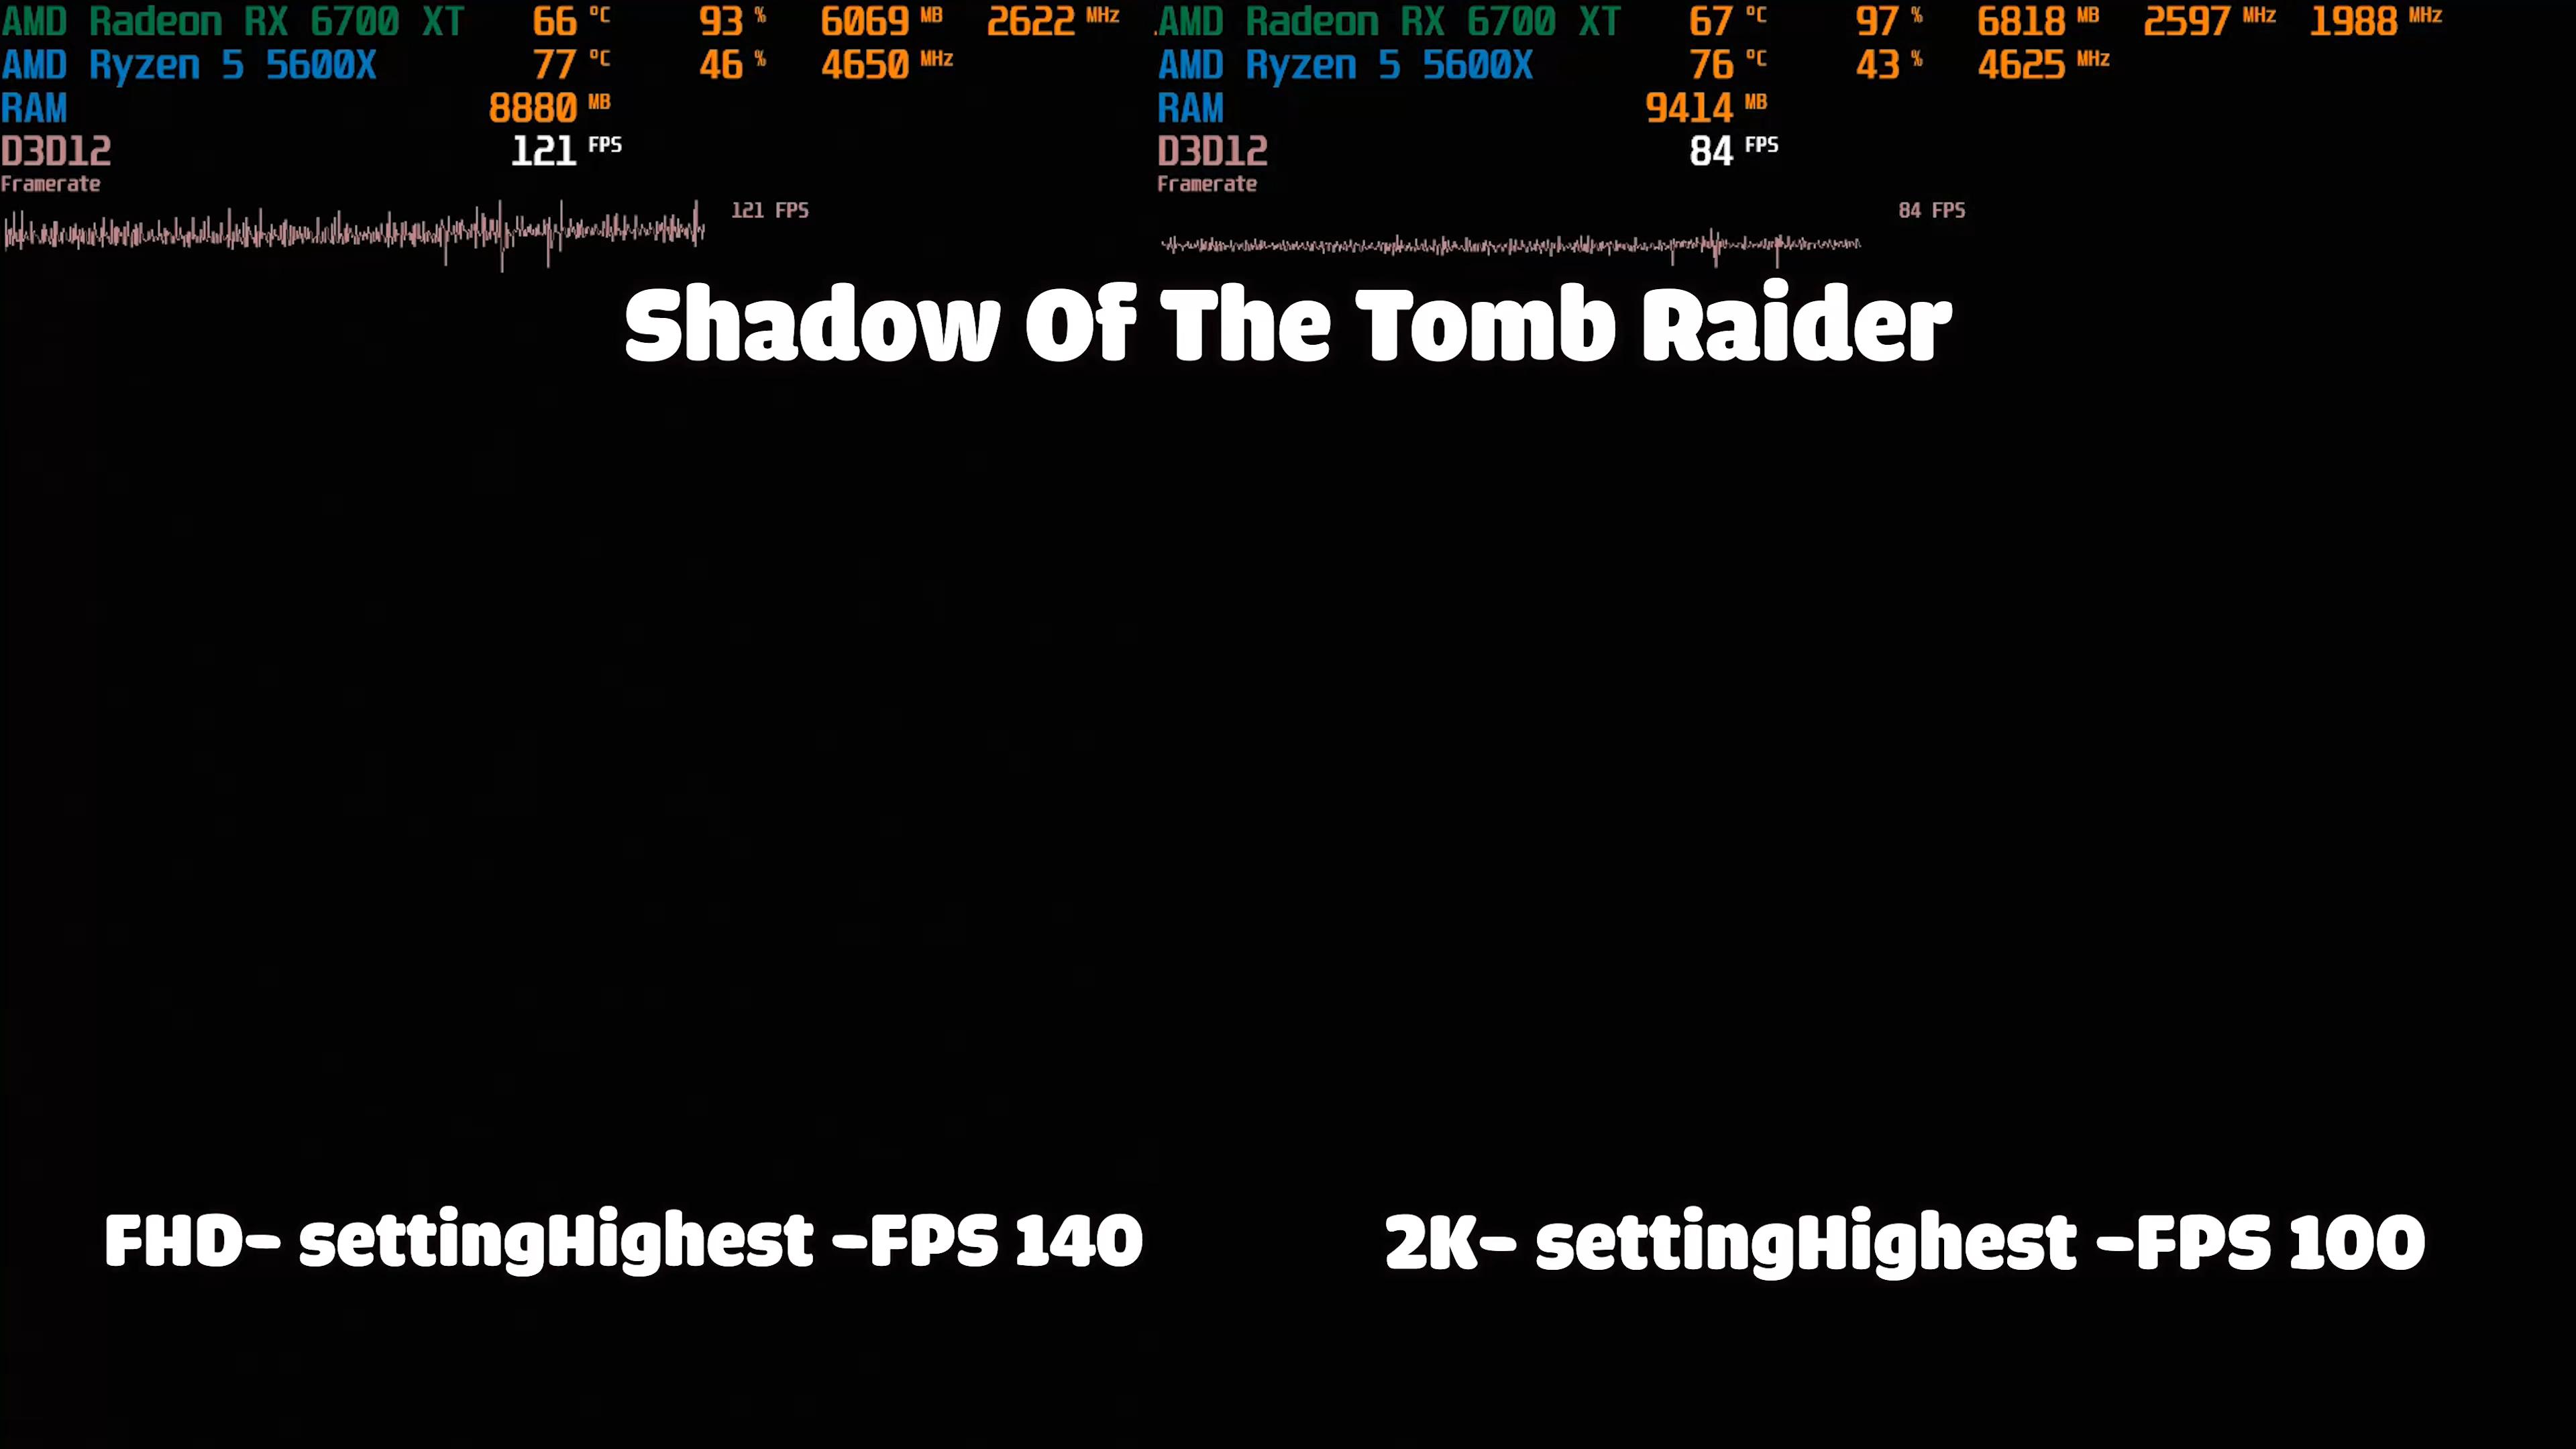 AMD Radeon RX 6700 XT 66 °C 93 % 6069 MB 2622 MHz
AMD Ryzen 5 5600X 77 °C 46 % 4650 MHz
RAM 8880 MB
D3D12 121 FPS
Framerate
121 FPS
AMD Radeon RX 6700 XT 67 °C 97 % 6818 MB 2597 MHz 1988 MHz
AMD Ryzen 5 5600X 76 °C 43 % 4625 MHz
RAM 9414 MB
D3D12 84 FPS
Framerate
84 FPS
Shadow Of The Tomb Raider
FHD- settingHighest -FPS 140
2K- settingHighest -FPS 100